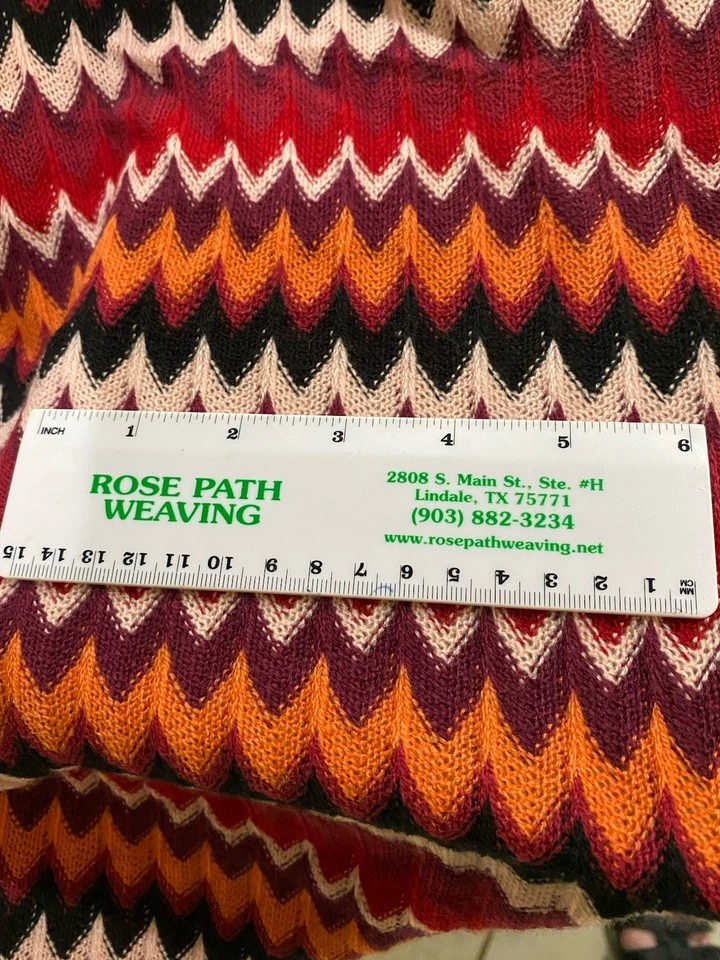 INCH 1 2 3 4 5 6
ROSE PATH
WEAVING
2808 S. Main St., Ste. #H
Lindale, TX 75771
(903) 882-3234
www.rosepathweaving.net
15 14 13 12 11 10 9 8 7 6 5 4 3 2 1 MM
CM